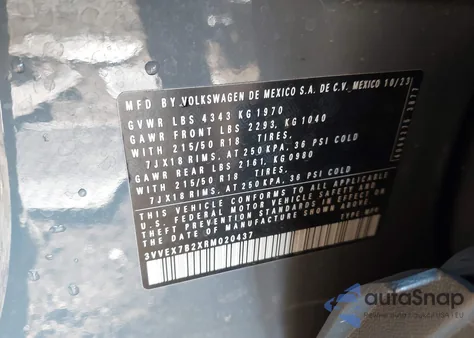 MFD BY VOLKSWAGEN DE MEXICO S.A. DE C.V. MEXICO 10/23
GVWR LBS 4343 KG 1970
GAWR FRONT LBS 2293, KG 1040
WITH 215/50 R18 TIRES,
7JX18 RIMS, AT 250 KPA, 36 PSI COLD
GAWR REAR LBS 2161, KG 0980
WITH 215/50 R18 TIRES,
7JX18 RIMS, AT 250 KPA, 36 PSI COLD
THIS VEHICLE CONFORMS TO ALL APPLICABLE
U.S. FEDERAL MOTOR VEHICLE SAFETY AND
THEFT PREVENTION STANDARDS IN EFFECT ON
THE DATE OF MANUFACTURE SHOWN ABOVE
3VVEX7B2XRM020437 TYPE MPV
autoSnap